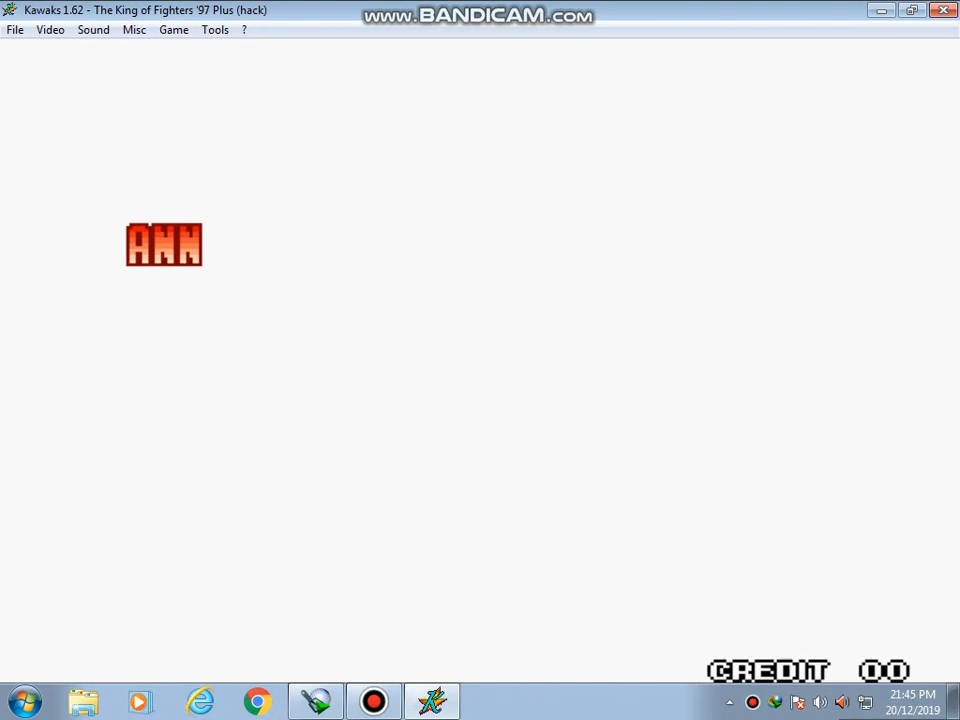 Kawaks 1.62 - The King of Fighters '97 Plus (hack)
www.BANDICAM.com
File Video Sound Misc Game Tools ?
ANN
CREDIT 00
21:45 PM
20/12/2019